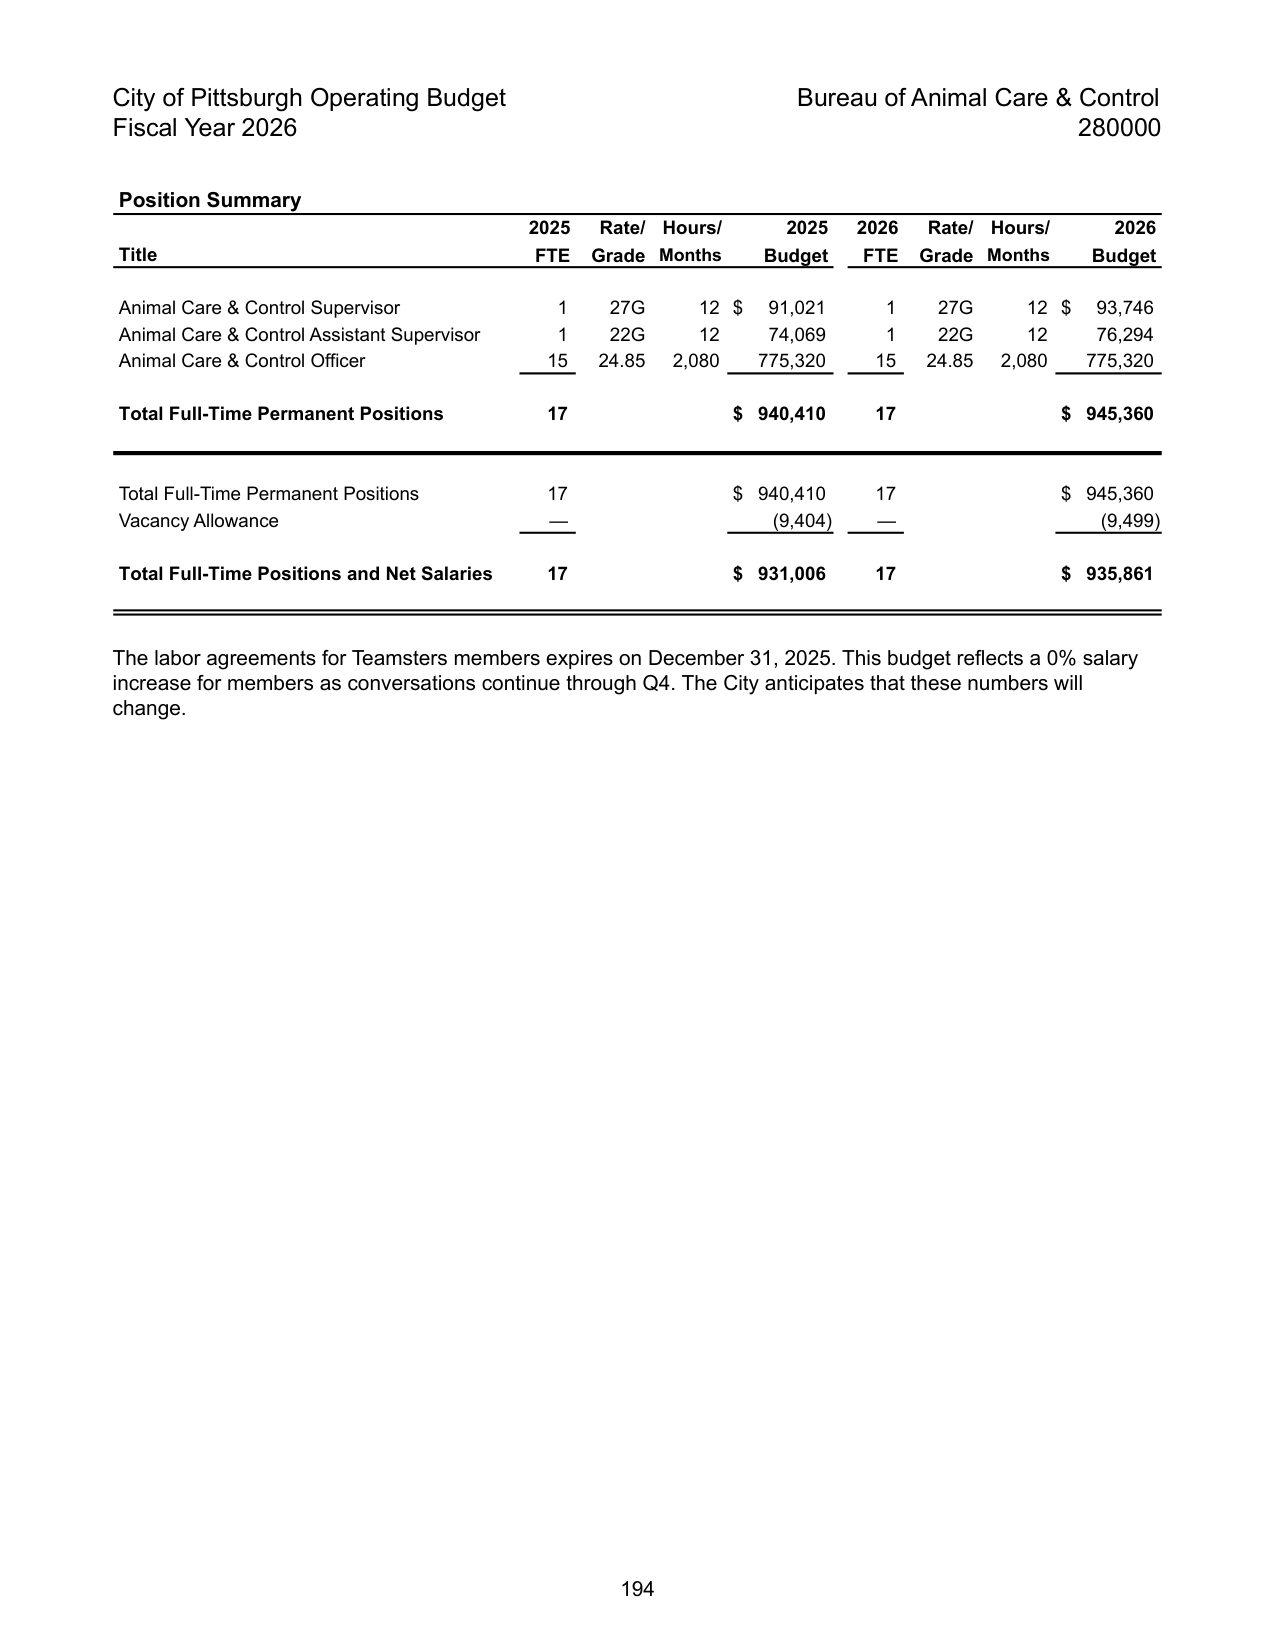 City of Pittsburgh Operating Budget Bureau of Animal Care & Control
Fiscal Year 2026 280000
Position Summary
2025 Rate/ Hours/ 2025 2026 Rate/ Hours/ 2026
Title FTE Grade Months Budget FTE Grade Months Budget
Animal Care & Control Supervisor 1 27G 12 $ 91,021 1 27G 12 $ 93,746
Animal Care & Control Assistant Supervisor 1 22G 12 74,069 1 22G 12 76,294
Animal Care & Control Officer 15 24.85 2,080 775,320 15 24.85 2,080 775,320
Total Full-Time Permanent Positions 17 $ 940,410 17 $ 945,360
Total Full-Time Permanent Positions 17 $ 940,410 17 $ 945,360
Vacancy Allowance — (9,404) — (9,499)
Total Full-Time Positions and Net Salaries 17 $ 931,006 17 $ 935,861
The labor agreements for Teamsters members expires on December 31, 2025. This budget reflects a 0% salary
increase for members as conversations continue through Q4. The City anticipates that these numbers will
change.
194